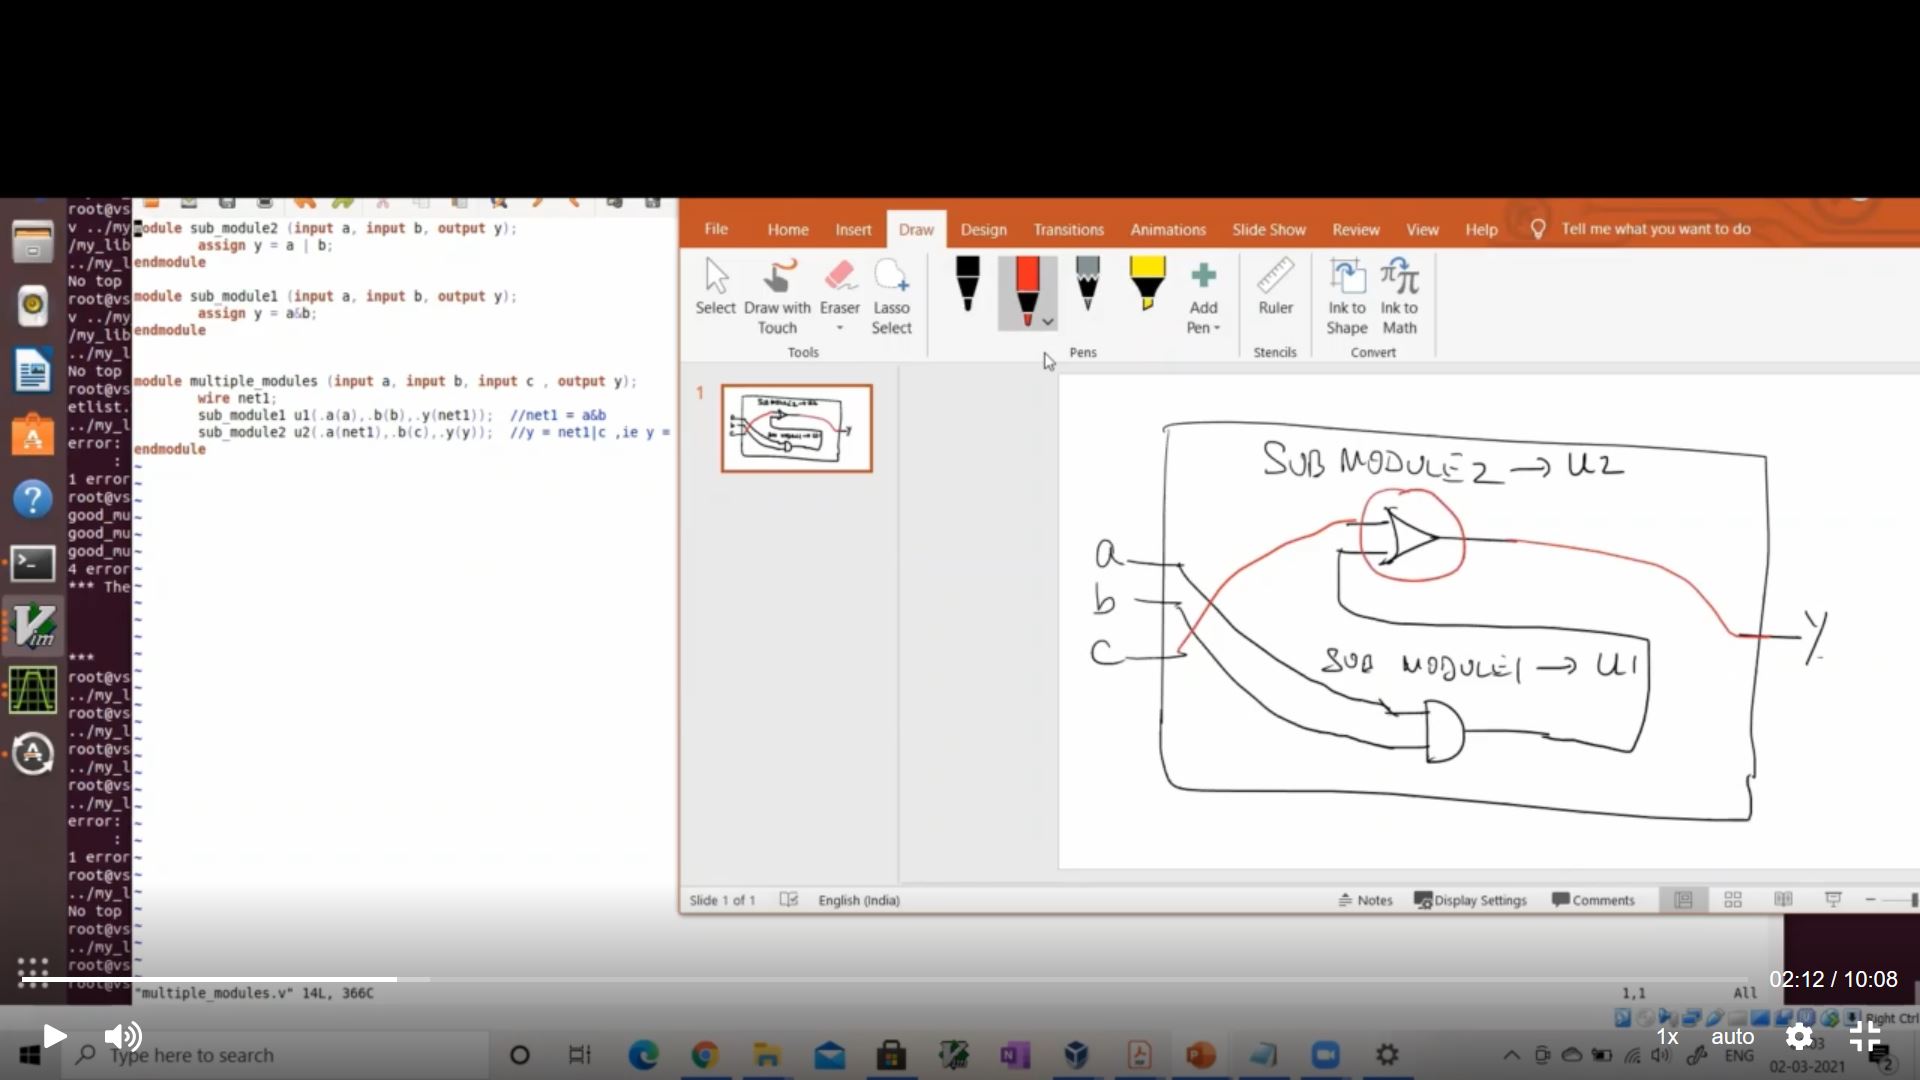 root@vs
v ../my
/my_lib
../my_l
No top
root@vs
v ../my
/my_lib
../my_l
No top
root@vs
etlist.
../my_l
error:
:
1 error
root@vs
good_mu
good_mu
good_mu
4 error
*** The
***
root@vs
../my_l
root@vs
../my_l
root@vs
../my_l
root@vs
../my_l
error:
:
1 error
root@vs
../my_l
No top
root@vs
../my_l
root@vs
root@vs
module sub_module2 (input a, input b, output y);
assign y = a | b;
endmodule
module sub_module1 (input a, input b, output y);
assign y = a&b;
endmodule
module multiple_modules (input a, input b, input c , output y);
wire net1;
sub_module1 u1(.a(a),.b(b),.y(net1)); //net1 = a&b
sub_module2 u2(.a(net1),.b(c),.y(y)); //y = net1|c ,ie y =
endmodule
"multiple_modules.v" 14L, 366C
1,1
All
File Home Insert Draw Design Transitions Animations Slide Show Review View Help Tell me what you want to do
Select
Draw with Touch
Eraser
Lasso Select
Tools
Add Pen
Pens
Ruler
Stencils
Ink to Shape
Ink to Math
Convert
1
SUB MODULE2 → U2
a
b
c
SUB MODULE1 → U1
y
Slide 1 of 1
English (India)
Notes
Display Settings
Comments
02:12 / 10:08
Right Ctrl
1x
auto
Type here to search
ENG
02-03-2021
2